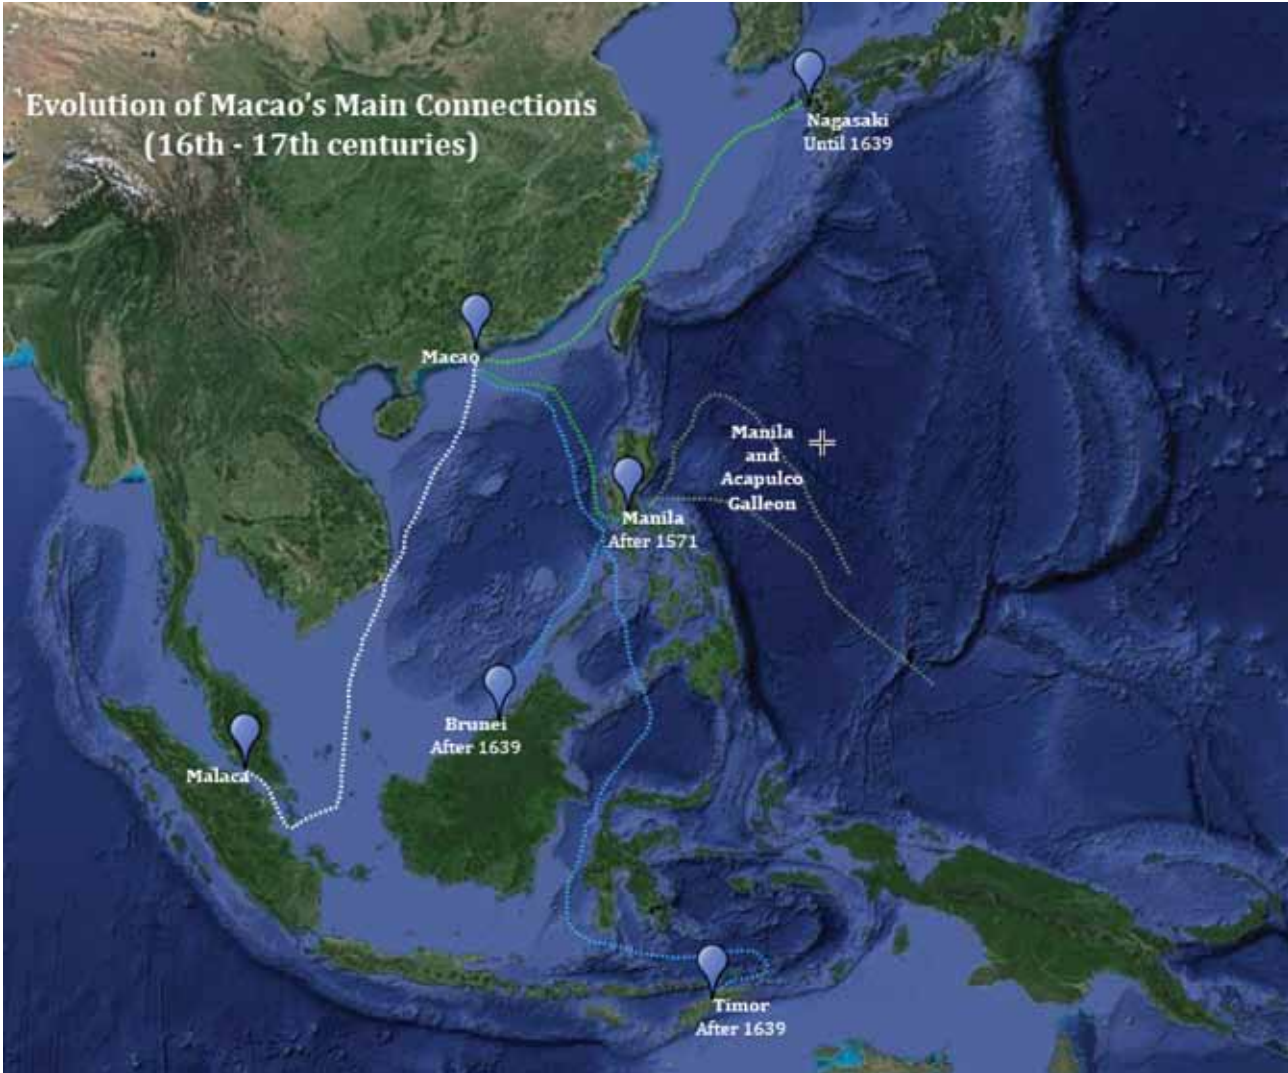 Evolution of Macao's Main Connections
(16th - 17th centuries)
Nagasaki
Until 1639
Macao
Manila
and
Acapulco
Galleon
Manila
After 1571
Brunei
After 1639
Malaca
Timor
After 1639